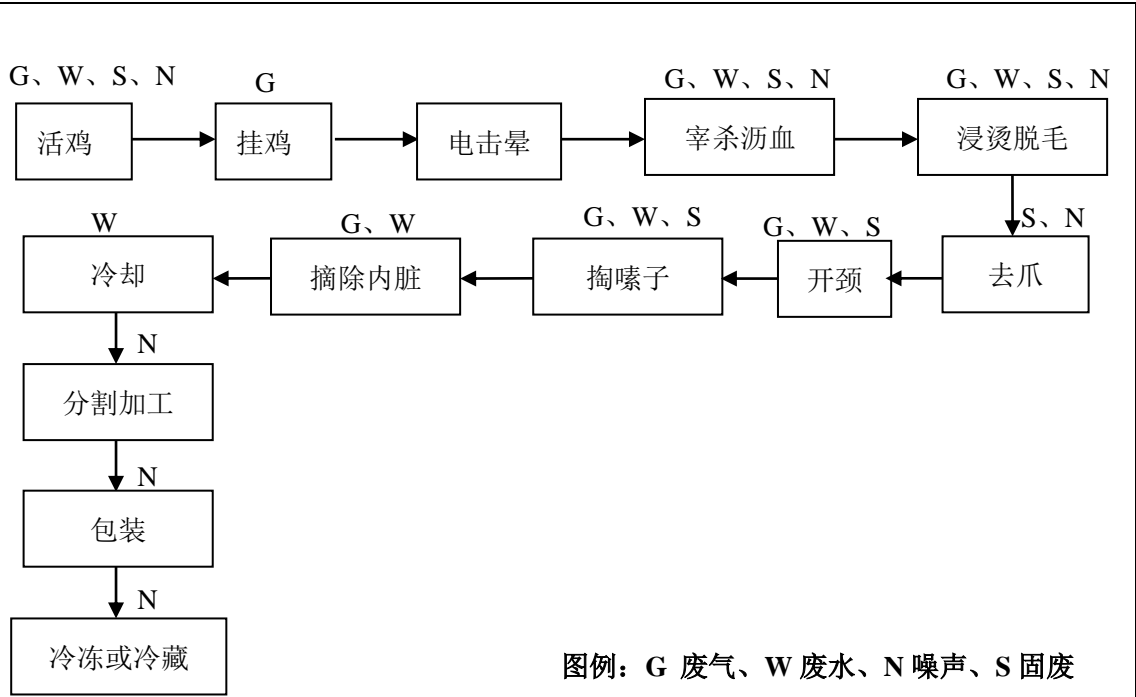 G、W、S、N
G
G、W、S、N
G、W、S、N
活鸡
挂鸡
电击晕
宰杀沥血
浸烫脱毛
W
G、W
G、W、S
G、W、S
S、N
冷却
摘除内脏
掏嗉子
开颈
去爪
N
分割加工
N
包装
N
冷冻或冷藏
图例：G 废气、W 废水、N 噪声、S 固废